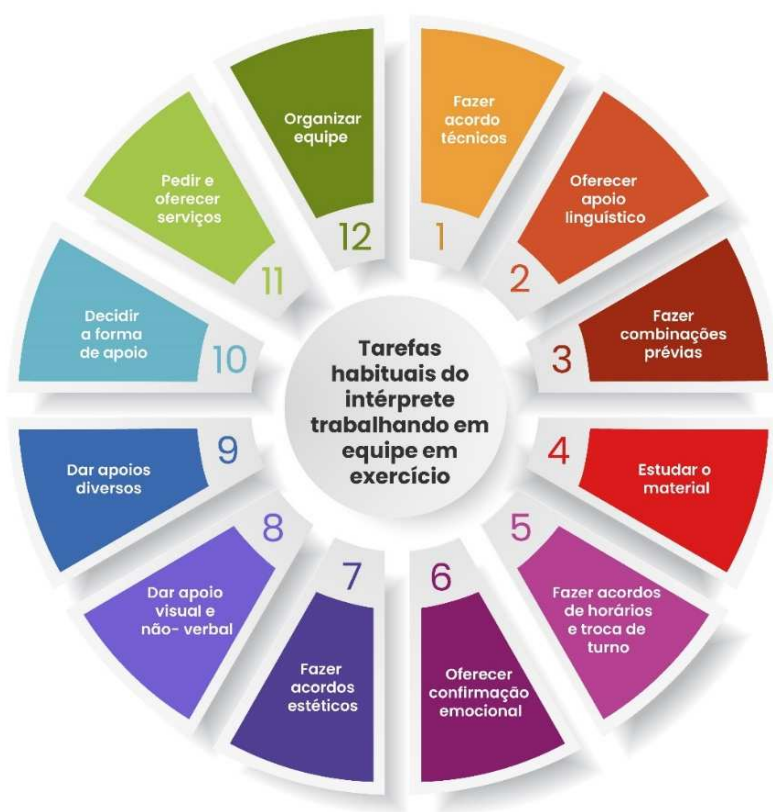 Tarefas
habituais do
intérprete
trabalhando em
equipe em
exercício
Fazer
acordo
técnicos
1
Oferecer
apoio
linguístico
2
Fazer
combinações
prévias
3
Estudar o
material
4
Fazer acordos
de horários
e troca de
turno
5
Oferecer
confirmação
emocional
6
Fazer
acordos
estéticos
7
Dar apoio
visual e
não- verbal
8
Dar apoios
diversos
9
Decidir
a forma
de apoio
10
Pedir e
oferecer
serviços
11
Organizar
equipe
12